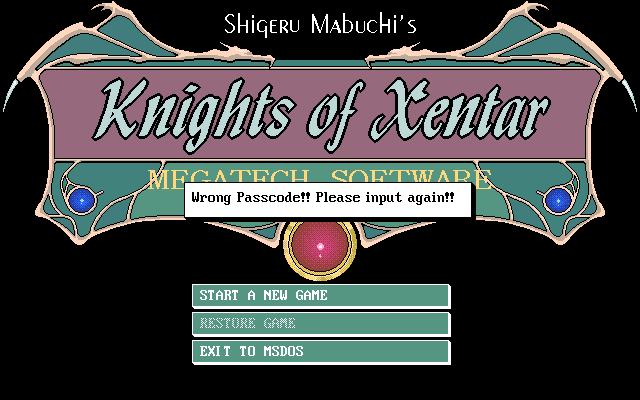 Shigeru Mabuchi's
Knights of Xentar
MEGATECH SOFTWARE
Wrong Passcode!! Please input again!!
START A NEW GAME
RESTORE GAME
EXIT TO MSDOS